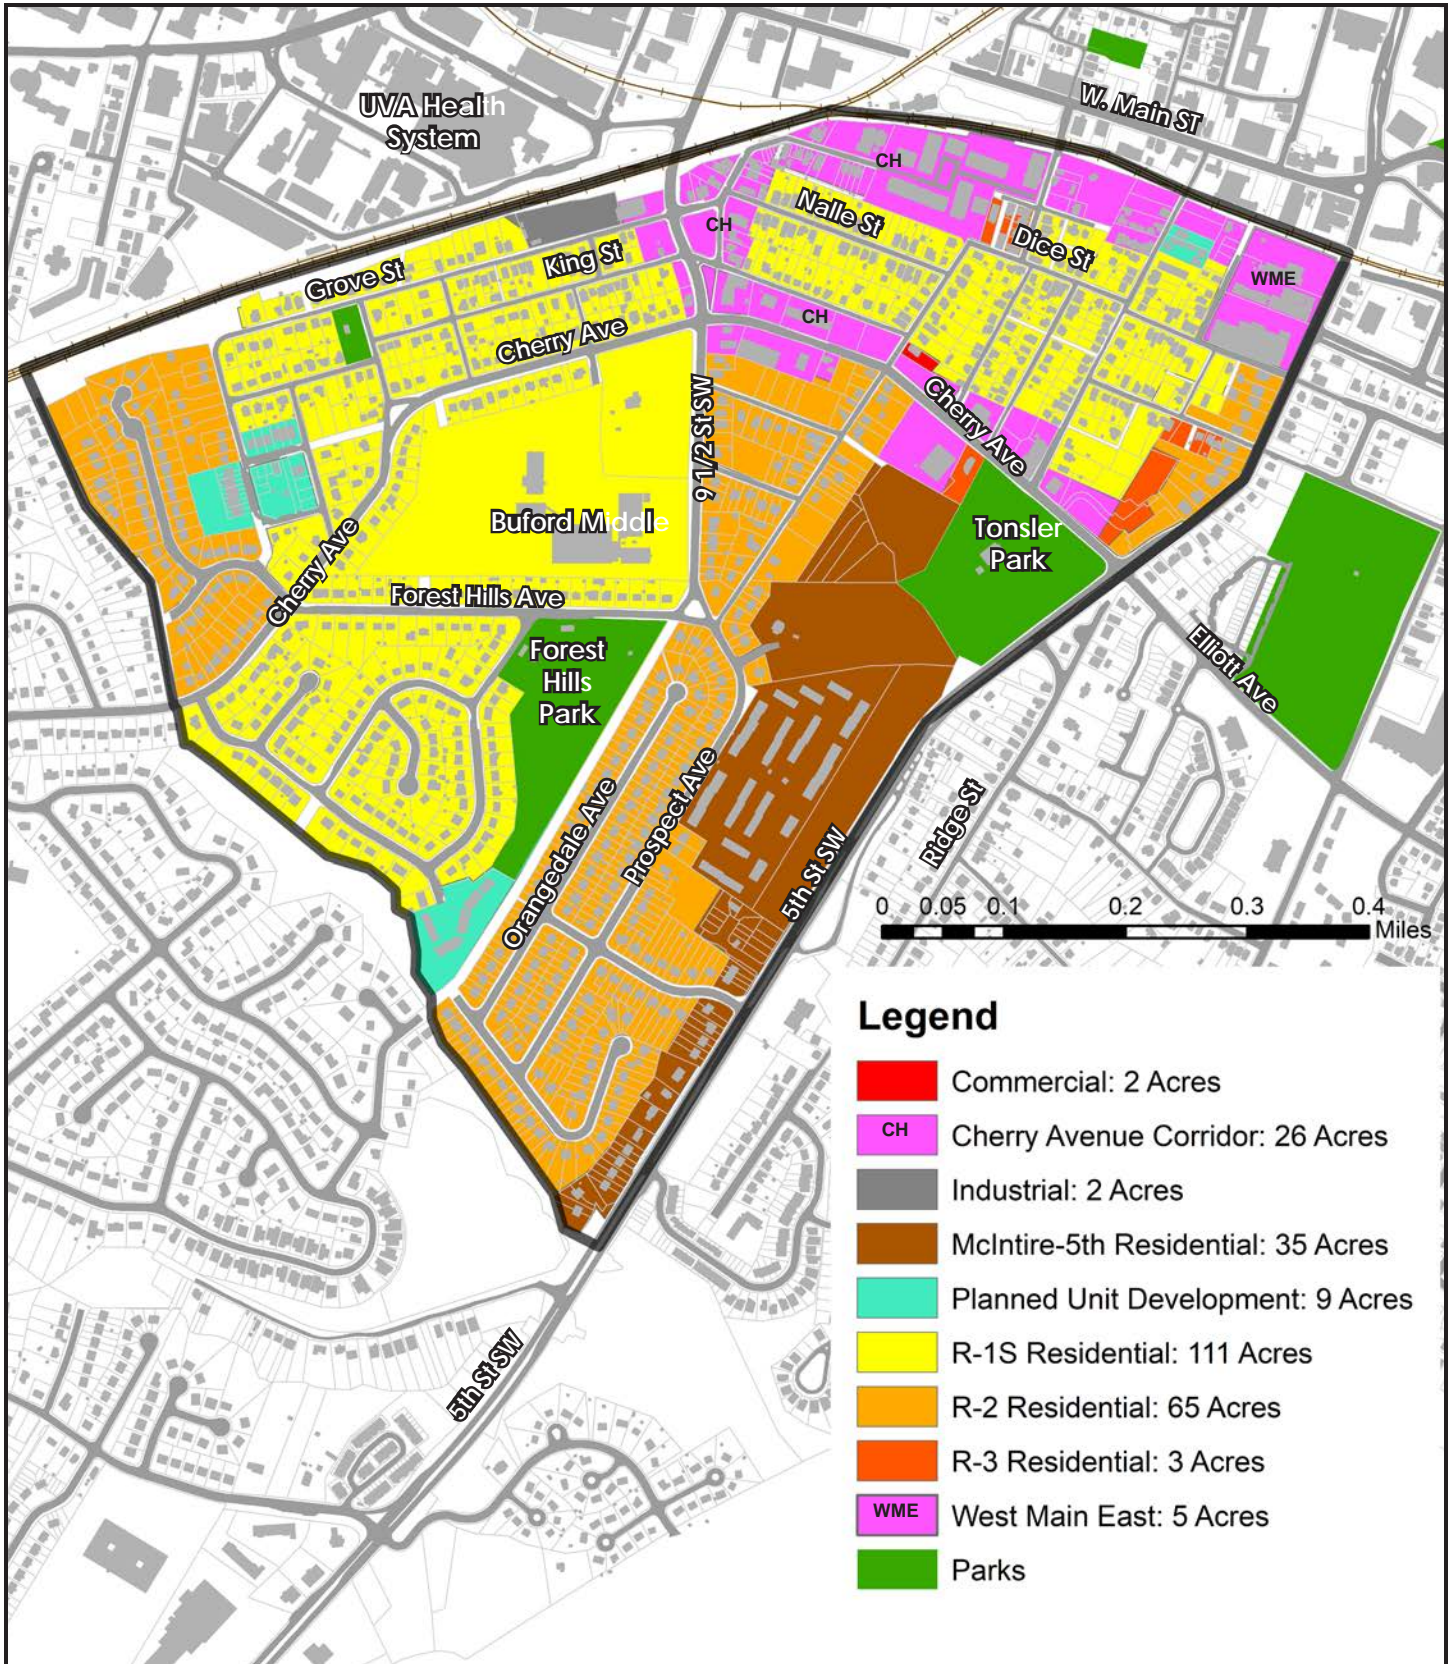 UVA Health
System
W. Main ST
CH
Nalle St
CH
Dice St
King St
Grove St
WME
CH
Cherry Ave
Cherry Ave
9 1/2 St SW
Buford Middle
Tonsler
Park
Cherry Ave
Forest Hills Ave
Forest
Hills
Park
Elliott Ave
Prospect Ave
Orangedale Ave
Ridge St
5th St SW
0 0.05 0.1 0.2 0.3 0.4
Miles
Legend
Commercial: 2 Acres
CH Cherry Avenue Corridor: 26 Acres
Industrial: 2 Acres
McIntire-5th Residential: 35 Acres
Planned Unit Development: 9 Acres
R-1S Residential: 111 Acres
R-2 Residential: 65 Acres
R-3 Residential: 3 Acres
WME West Main East: 5 Acres
Parks
5th St SW